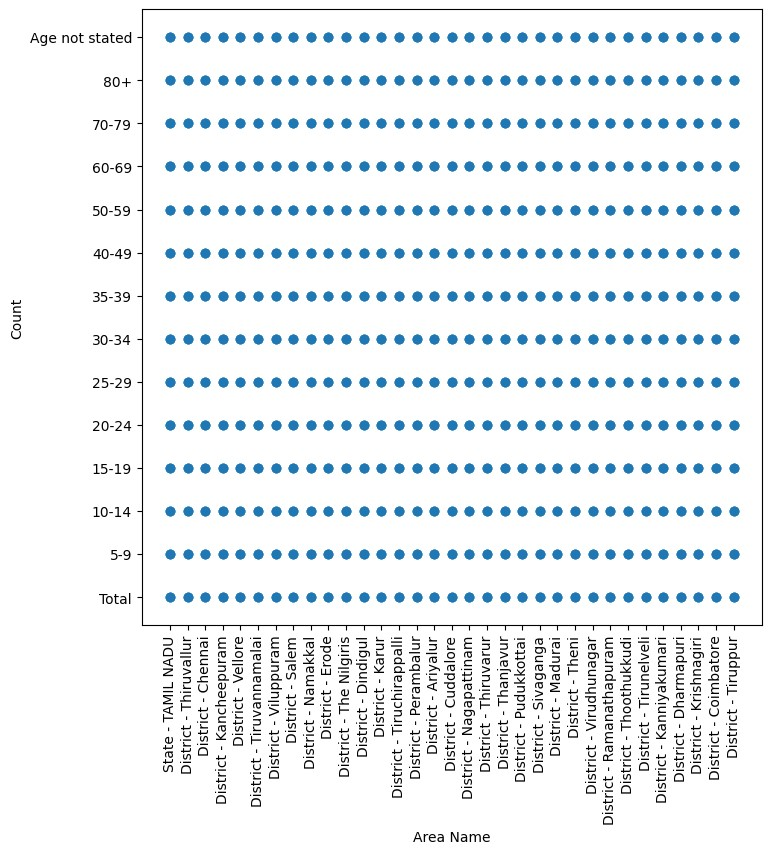 Age not stated
80+
70-79
60-69
50-59
40-49
35-39
30-34
25-29
20-24
15-19
10-14
5-9
Total
Count
State - TAMIL NADU
District - Thiruvallur
District - Chennai
District - Kancheepuram
District - Vellore
District - Tiruvannamalai
District - Viluppuram
District - Salem
District - Namakkal
District - Erode
District - The Nilgiris
District - Dindigul
District - Karur
District - Tiruchirappalli
District - Perambalur
District - Ariyalur
District - Cuddalore
District - Nagapattinam
District - Thiruvarur
District - Thanjavur
District - Pudukkottai
District - Sivaganga
District - Madurai
District - Theni
District - Virudhunagar
District - Ramanathapuram
District - Thoothukkudi
District - Tirunelveli
District - Kanniyakumari
District - Dharmapuri
District - Krishnagiri
District - Coimbatore
District - Tiruppur
Area Name